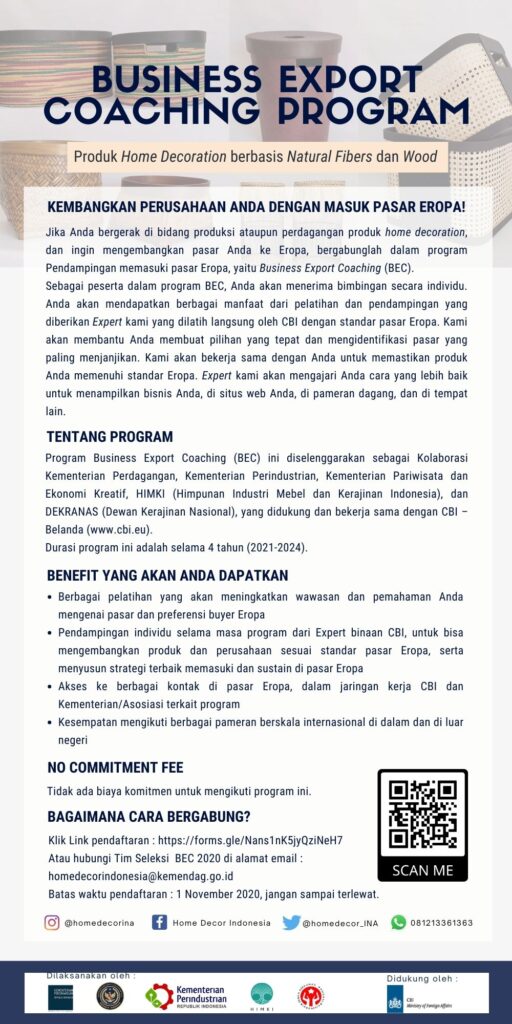 BUSINESS EXPORT
COACHING PROGRAM
Produk Home Decoration berbasis Natural Fibers dan Wood
KEMBANGKAN PERUSAHAAN ANDA DENGAN MASUK PASAR EROPA!
Jika Anda bergerak di bidang produksi ataupun perdagangan produk home decoration,
dan ingin mengembangkan pasar Anda ke Eropa, bergabunglah dalam program
Pendampingan memasuki pasar Eropa, yaitu Business Export Coaching (BEC).
Sebagai peserta dalam program BEC, Anda akan menerima bimbingan secara individu.
Anda akan mendapatkan berbagai manfaat dari pelatihan dan pendampingan yang
diberikan Expert kami yang dilatih langsung oleh CBI dengan standar pasar Eropa. Kami
akan membantu Anda membuat pilihan yang tepat dan mengidentifikasi pasar yang
paling menjanjikan. Kami akan bekerja sama dengan Anda untuk memastikan produk
Anda memenuhi standar Eropa. Expert kami akan mengajari Anda cara yang lebih baik
untuk menampilkan bisnis Anda, di situs web Anda, di pameran dagang, dan di tempat
lain.
TENTANG PROGRAM
Program Business Export Coaching (BEC) ini diselenggarakan sebagai Kolaborasi
Kementerian Perdagangan, Kementerian Perindustrian, Kementerian Pariwisata dan
Ekonomi Kreatif, HIMKI (Himpunan Industri Mebel dan Kerajinan Indonesia), dan
DEKRANAS (Dewan Kerajinan Nasional), yang didukung dan bekerja sama dengan CBI –
Belanda (www.cbi.eu).
Durasi program ini adalah selama 4 tahun (2021-2024).
BENEFIT YANG AKAN ANDA DAPATKAN
• Berbagai pelatihan yang akan meningkatkan wawasan dan pemahaman Anda
mengenai pasar dan preferensi buyer Eropa
• Pendampingan individu selama masa program dari Expert binaan CBI, untuk bisa
mengembangkan produk dan perusahaan sesuai standar pasar Eropa, serta
menyusun strategi terbaik memasuki dan sustain di pasar Eropa
• Akses ke berbagai kontak di pasar Eropa, dalam jaringan kerja CBI dan
Kementerian/Asosiasi terkait program
• Kesempatan mengikuti berbagai pameran berskala internasional di dalam dan di luar
negeri
NO COMMITMENT FEE
Tidak ada biaya komitmen untuk mengikuti program ini.
BAGAIMANA CARA BERGABUNG?
Klik Link pendaftaran : https://forms.gle/Nans1nK5jyQziNeH7
Atau hubungi Tim Seleksi BEC 2020 di alamat email :
homedecorindonesia@kemendag.go.id
Batas waktu pendaftaran : 1 November 2020, jangan sampai terlewat.
SCAN ME
@homedecorina
Home Decor Indonesia
@homedecor_INA
081213361363
Dilaksanakan oleh :
Didukung oleh :
Kementerian
Perindustrian
REPUBLIK INDONESIA
HIMKI
CBI
Ministry of Foreign Affairs